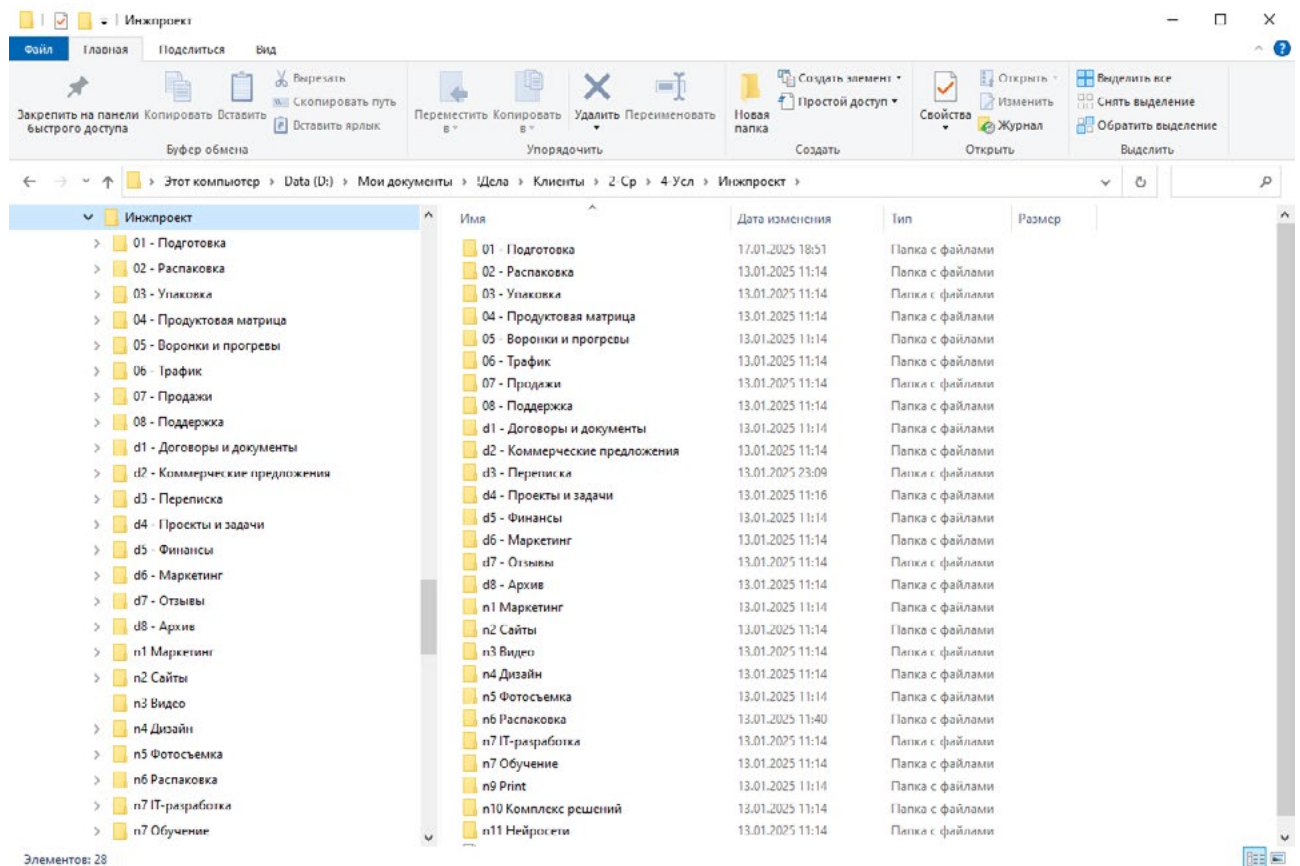 Инжпроект
Файл Главная Поделиться Вид
Закрепить на панели быстрого доступа
Копировать
Вставить
Вырезать
Скопировать путь
Вставить ярлык
Буфер обмена
Переместить в
Копировать в
Удалить
Переименовать
Упорядочить
Новая папка
Создать элемент
Простой доступ
Создать
Свойства
Открыть
Изменить
Журнал
Открыть
Выделить все
Снять выделение
Обратить выделение
Выделить
Этот компьютер > Data (D:) > Мои документы > !Дела > Клиенты > 2-Ср > 4-Усл > Инжпроект >
Инжпроект
01 - Подготовка
02 - Распаковка
03 - Упаковка
04 - Продуктовая матрица
05 - Воронки и прогревы
06 - Трафик
07 - Продажи
08 - Поддержка
d1 - Договоры и документы
d2 - Коммерческие предложения
d3 - Переписка
d4 - Проекты и задачи
d5 - Финансы
d6 - Маркетинг
d7 - Отзывы
d8 - Архив
n1 Маркетинг
n2 Сайты
n3 Видео
n4 Дизайн
n5 Фотосъемка
n6 Распаковка
n7 IT-разработка
n7 Обучение
Имя Дата изменения Тип Размер
01 - Подготовка 17.01.2025 18:51 Папка с файлами
02 - Распаковка 13.01.2025 11:14 Папка с файлами
03 - Упаковка 13.01.2025 11:14 Папка с файлами
04 - Продуктовая матрица 13.01.2025 11:14 Папка с файлами
05 - Воронки и прогревы 13.01.2025 11:14 Папка с файлами
06 - Трафик 13.01.2025 11:14 Папка с файлами
07 - Продажи 13.01.2025 11:14 Папка с файлами
08 - Поддержка 13.01.2025 11:14 Папка с файлами
d1 - Договоры и документы 13.01.2025 11:14 Папка с файлами
d2 - Коммерческие предложения 13.01.2025 11:14 Папка с файлами
d3 - Переписка 13.01.2025 23:09 Папка с файлами
d4 - Проекты и задачи 13.01.2025 11:16 Папка с файлами
d5 - Финансы 13.01.2025 11:14 Папка с файлами
d6 - Маркетинг 13.01.2025 11:14 Папка с файлами
d7 - Отзывы 13.01.2025 11:14 Папка с файлами
d8 - Архив 13.01.2025 11:14 Папка с файлами
n1 Маркетинг 13.01.2025 11:14 Папка с файлами
n2 Сайты 13.01.2025 11:14 Папка с файлами
n3 Видео 13.01.2025 11:14 Папка с файлами
n4 Дизайн 13.01.2025 11:14 Папка с файлами
n5 Фотосъемка 13.01.2025 11:14 Папка с файлами
n6 Распаковка 13.01.2025 11:40 Папка с файлами
n7 IT-разработка 13.01.2025 11:14 Папка с файлами
n7 Обучение 13.01.2025 11:14 Папка с файлами
n9 Print 13.01.2025 11:14 Папка с файлами
n10 Комплекс решений 13.01.2025 11:14 Папка с файлами
n11 Нейросети 13.01.2025 11:14 Папка с файлами
Элементов: 28